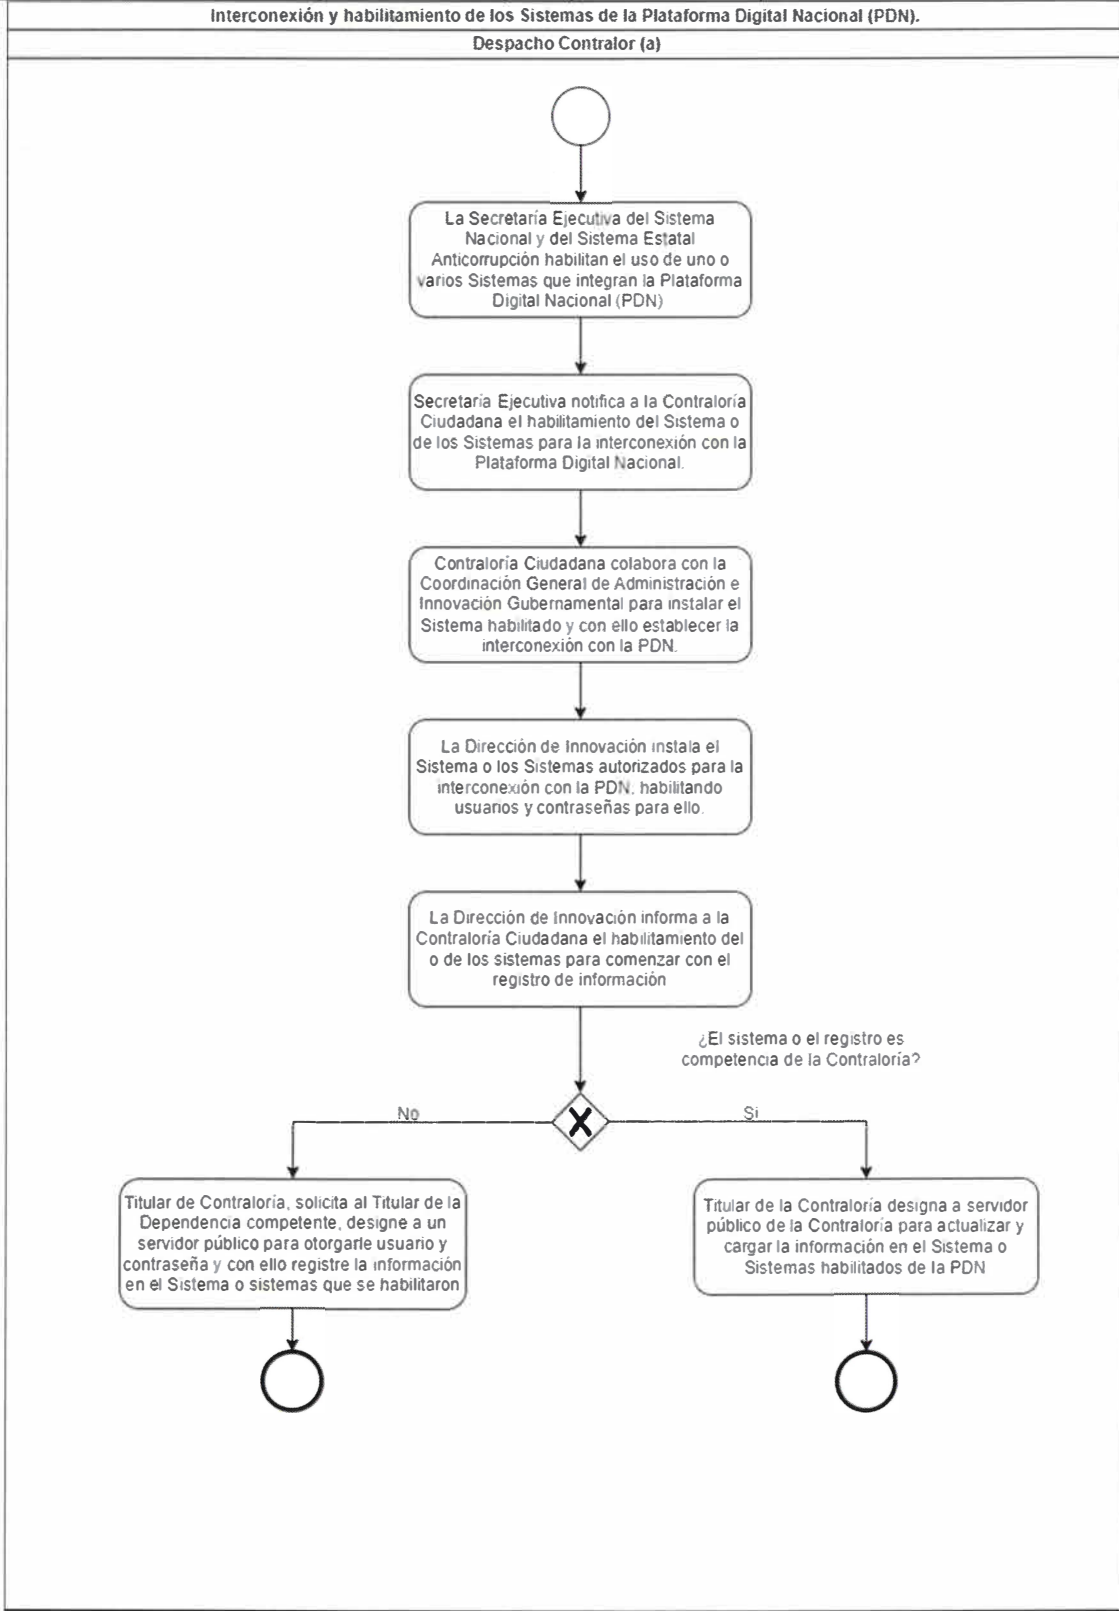 Interconexión y habilitamiento de los Sistemas de la Plataforma Digital Nacional (PDN).
Despacho Contralor (a)
La Secretaría Ejecutiva del Sistema
Nacional y del Sistema Estatal
Anticorrupción habilitan el uso de uno o
varios Sistemas que integran la Plataforma
Digital Nacional (PDN)
Secretaría Ejecutiva notifica a la Contraloría
Ciudadana el habilitamiento del Sistema o
de los Sistemas para la interconexión con la
Plataforma Digital Nacional.
Contraloría Ciudadana colabora con la
Coordinación General de Administración e
Innovación Gubernamental para instalar el
Sistema habilitado y con ello establecer la
interconexión con la PDN.
La Dirección de Innovación instala el
Sistema o los Sistemas autorizados para la
interconexión con la PDN, habilitando
usuarios y contraseñas para ello.
La Dirección de Innovación informa a la
Contraloría Ciudadana el habilitamiento del
o de los sistemas para comenzar con el
registro de información
¿El sistema o el registro es
competencia de la Contraloría?
No
Si
Titular de Contraloría, solicita al Titular de la
Dependencia competente, designe a un
servidor público para otorgarle usuario y
contraseña y con ello registre la información
en el Sistema o sistemas que se habilitaron
Titular de la Contraloría designa a servidor
público de la Contraloría para actualizar y
cargar la información en el Sistema o
Sistemas habilitados de la PDN